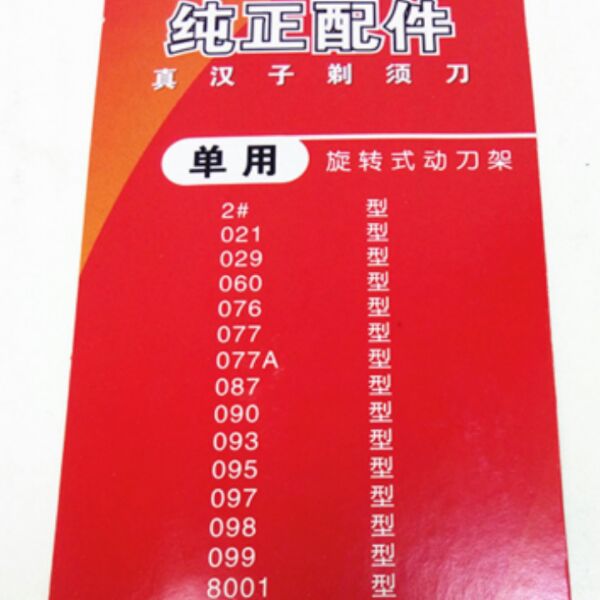 纯正配件
真汉子剃须刀
单用 旋转式动刀架
2# 型
021 型
029 型
060 型
076 型
077 型
077A 型
087 型
090 型
093 型
095 型
097 型
098 型
099 型
8001 型